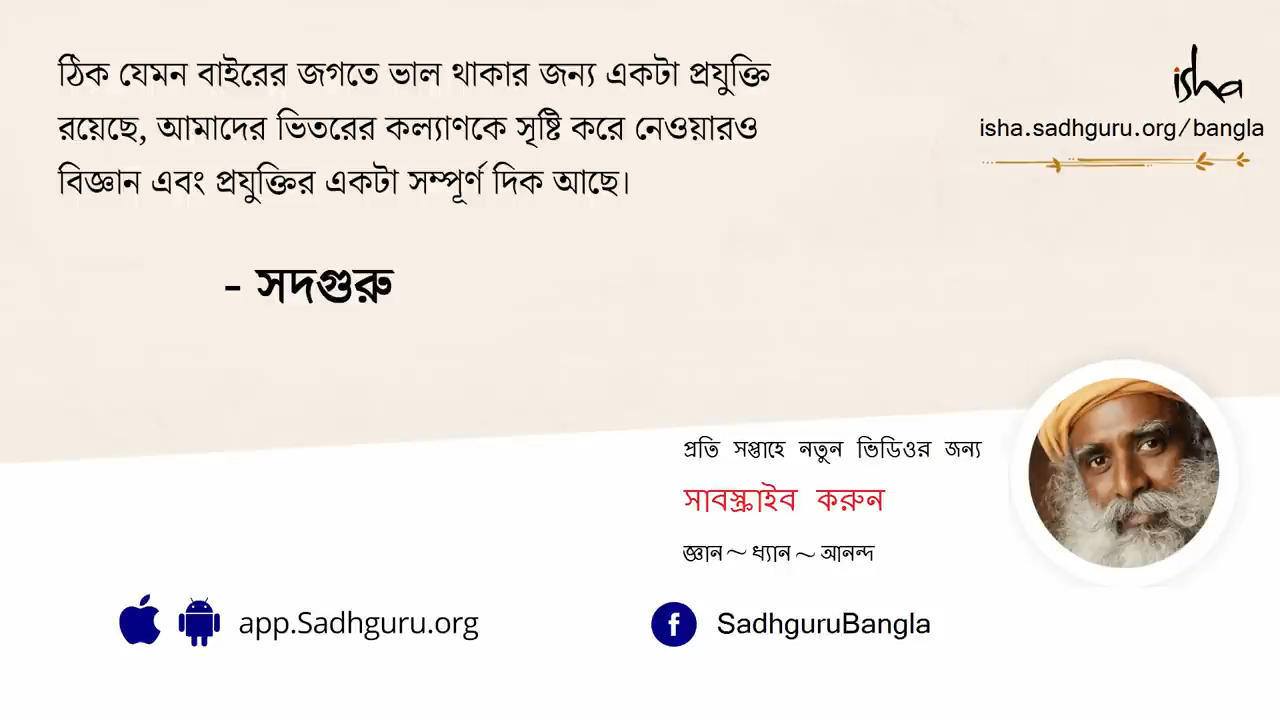 ঠিক যেমন বাইরের জগতে ভাল থাকার জন্য একটা প্রযুক্তি
রয়েছে, আমাদের ভিতরের কল্যাণকে সৃষ্টি করে নেওয়ারও
বিজ্ঞান এবং প্রযুক্তির একটা সম্পূর্ণ দিক আছে।
- সদগুরু
isha
isha.sadhguru.org/bangla
প্রতি সপ্তাহে নতুন ভিডিওর জন্য
সাবস্ক্রাইব করুন
জ্ঞান ~ ধ্যান ~ আনন্দ
app.Sadhguru.org
f SadhguruBangla